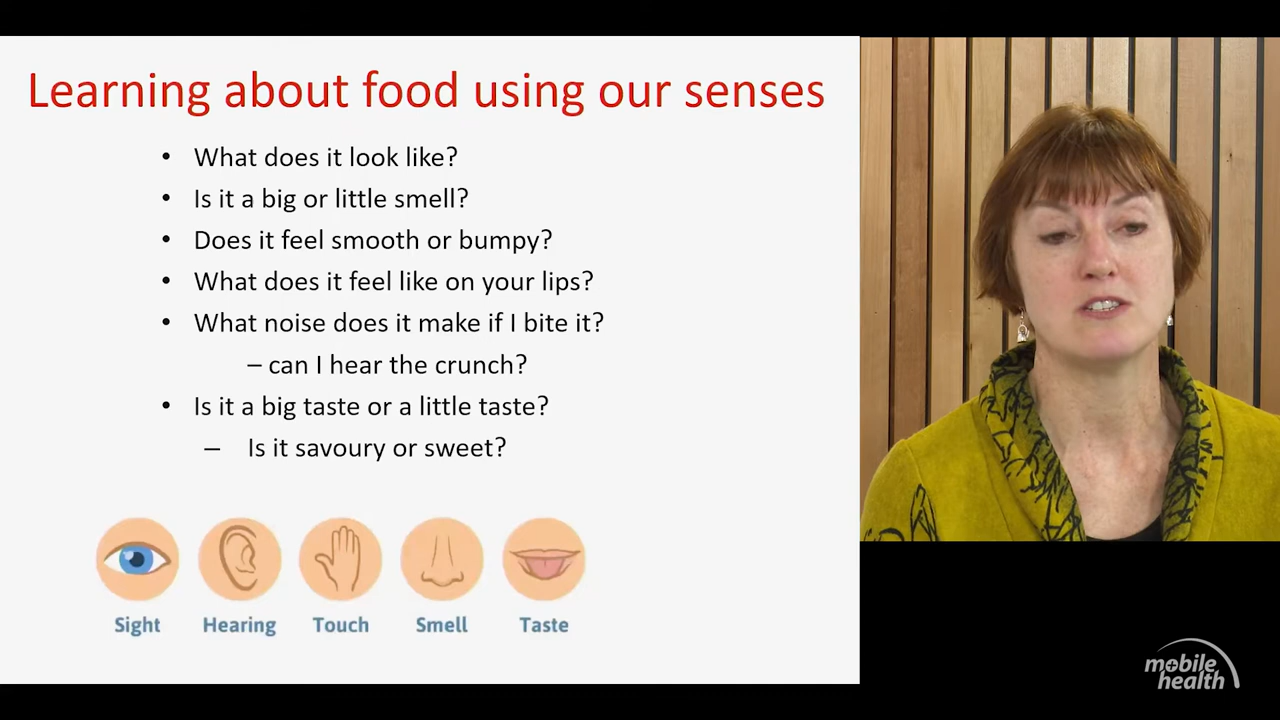 Learning about food using our senses
• What does it look like?
• Is it a big or little smell?
• Does it feel smooth or bumpy?
• What does it feel like on your lips?
• What noise does it make if I bite it?
– can I hear the crunch?
• Is it a big taste or a little taste?
– Is it savoury or sweet?
Sight Hearing Touch Smell Taste
mobile
health